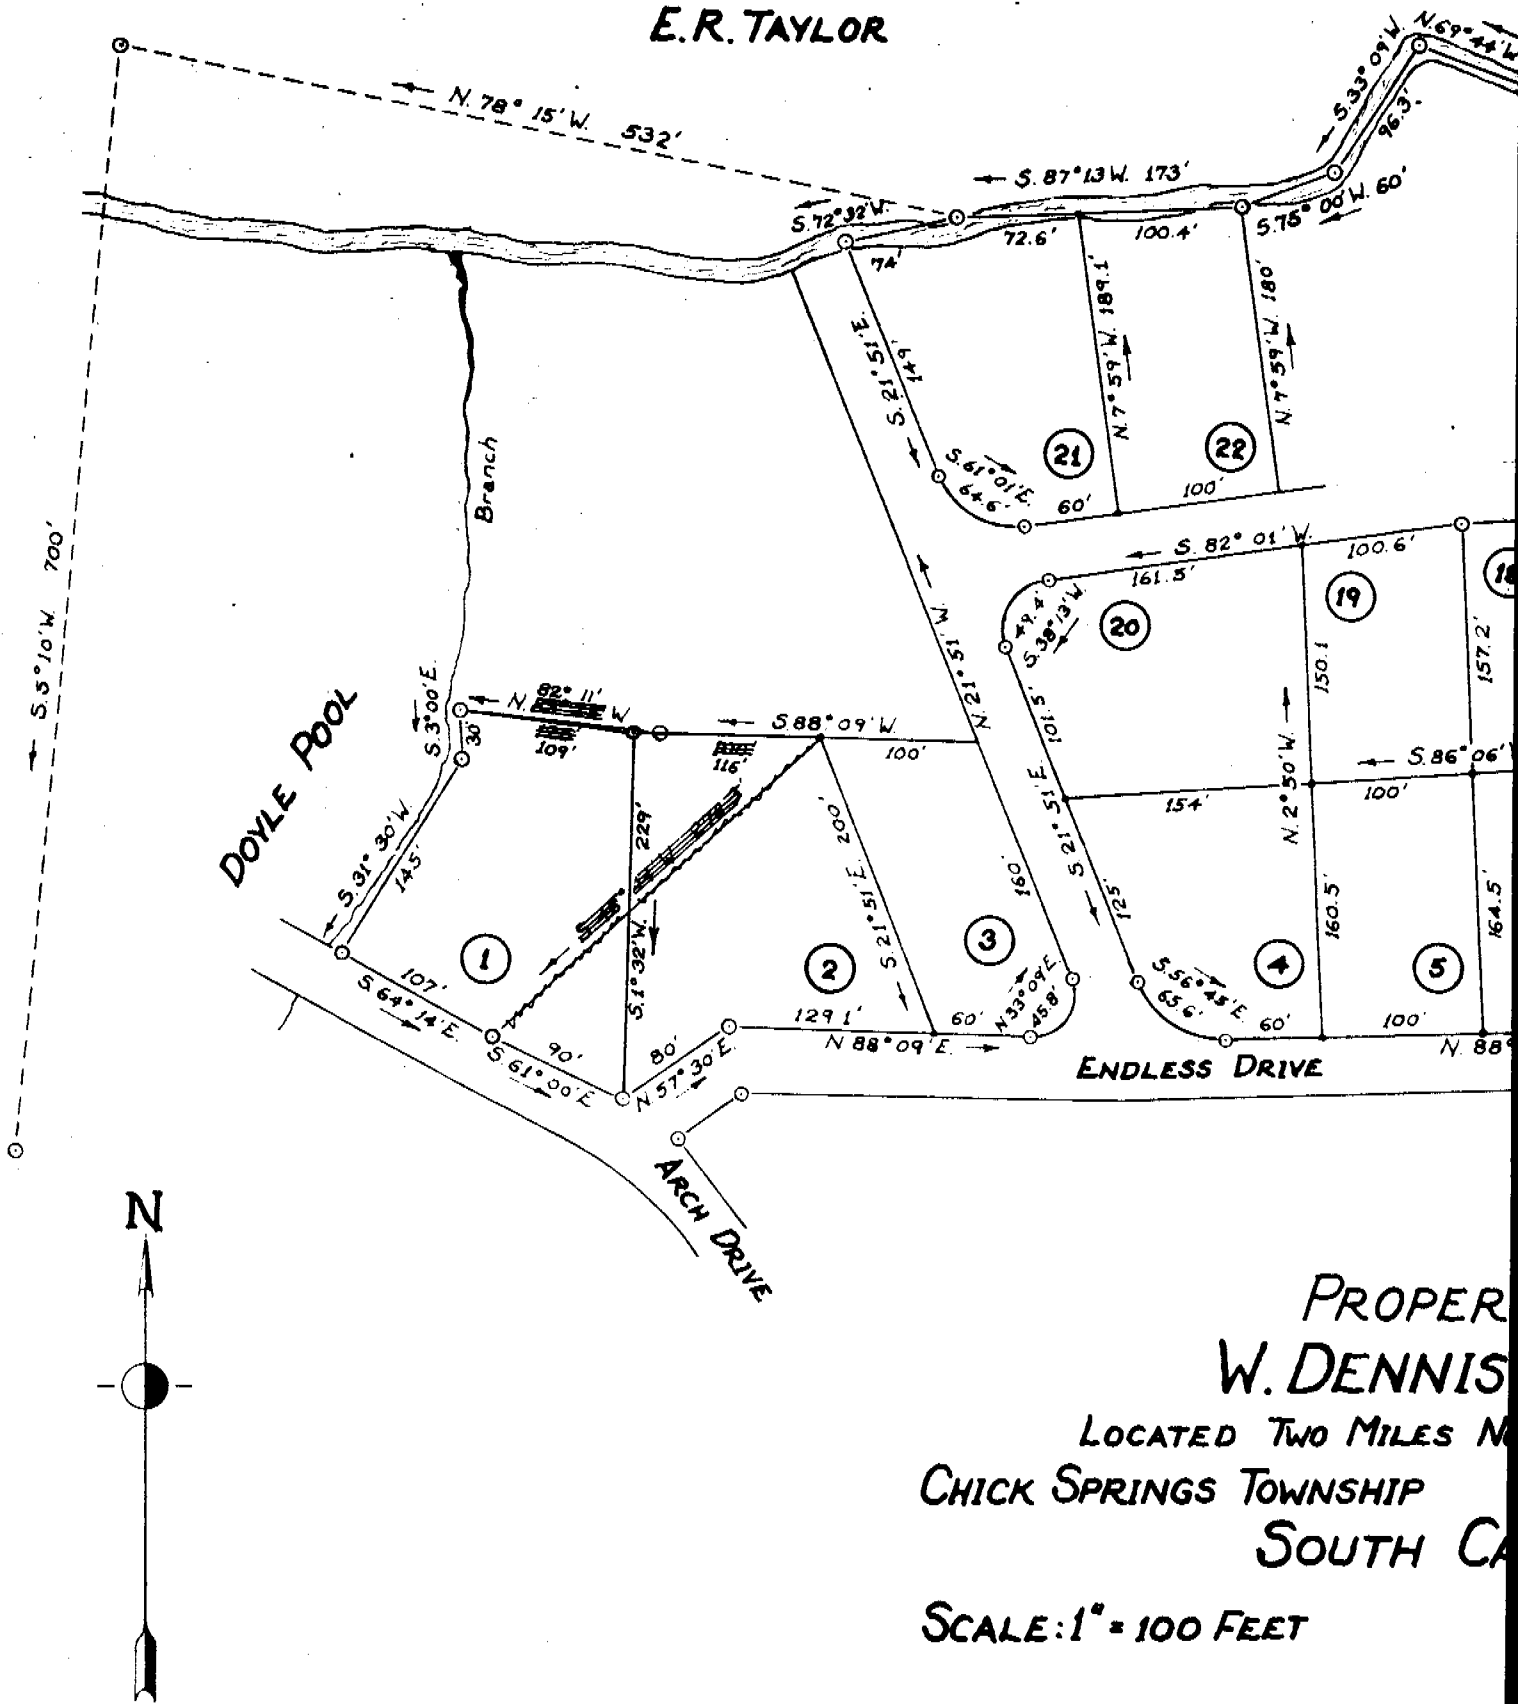 E.R. TAYLOR
N. 69° 44' W
S. 33° 09' W.
96.3'
N. 78° 15' W. 532'
S. 87° 13' W. 173'
S. 75° 00' W. 60'
S. 72° 32' W.
74'
72.6'
100.4'
S. 21° 51' E.
149'
N. 7° 59' W. 189.1'
N. 7° 59' W. 180'
Branch
21
22
S. 61° 01' E.
64.6'
60'
100'
S. 5° 10' W. 700'
S. 82° 01' W.
161.5'
100.6'
49.4'
S. 38° 13' W.
20
19
18
N. 21° 51' W.
101.5'
150.1
157.2'
S. 3° 00' E.
30'
N. 82° 11' W
109'
S. 88° 09' W.
116'
100'
DOYLE POOL
S. 86° 06'
154'
100'
N. 2° 50' W.
229'
S. 21° 51' E. 200'
S. 21° 51' E.
125'
160'
S. 31° 30' W.
145'
160.5'
164.5'
1
2
3
4
5
107'
S. 64° 14' E.
S. 1° 32' W.
N 33° 09' E.
45.8'
S. 56° 45' E.
65.6'
90'
S. 61° 00' E.
80'
N. 57° 30' E.
129.1'
60'
N 88° 09' E.
60'
100'
N. 88°
ENDLESS DRIVE
ARCH DRIVE
N
PROPER
W. DENNIS
LOCATED TWO MILES N
CHICK SPRINGS TOWNSHIP
SOUTH CA
SCALE: 1" = 100 FEET